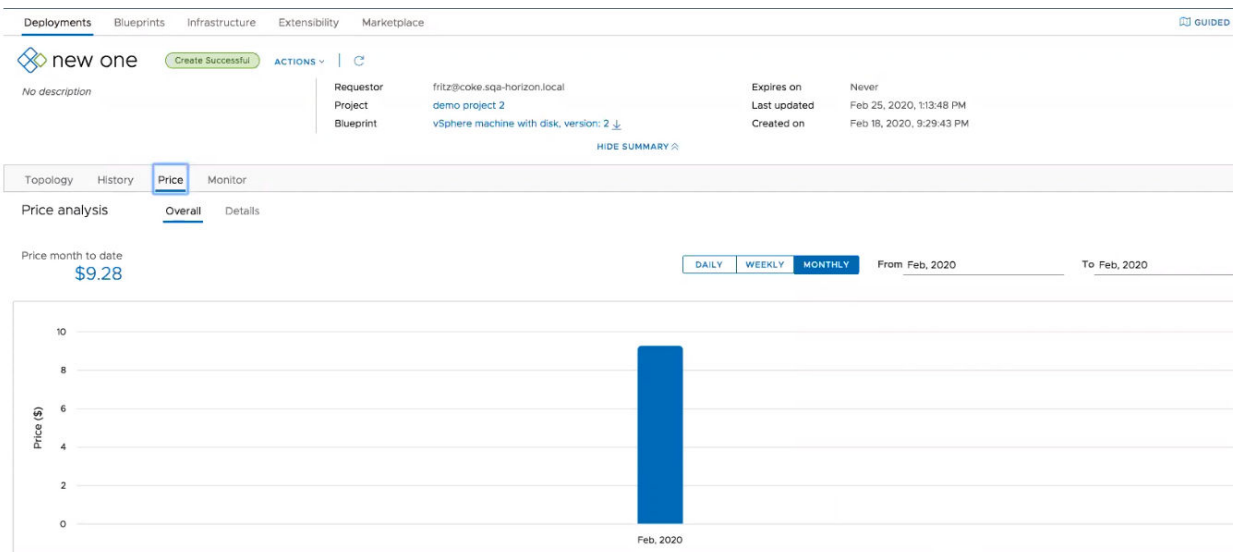 Deployments Blueprints Infrastructure Extensibility Marketplace GUIDED
new one Create Successful ACTIONS
No description
Requestor fritz@coke.sqa-horizon.local Expires on Never
Project demo project 2 Last updated Feb 25, 2020, 1:13:48 PM
Blueprint vSphere machine with disk, version: 2 Created on Feb 18, 2020, 9:29:43 PM
HIDE SUMMARY
Topology History Price Monitor
Price analysis Overall Details
Price month to date
$9.28
DAILY WEEKLY MONTHLY From Feb, 2020 To Feb, 2020
Price ($)
10
8
6
4
2
0
Feb, 2020